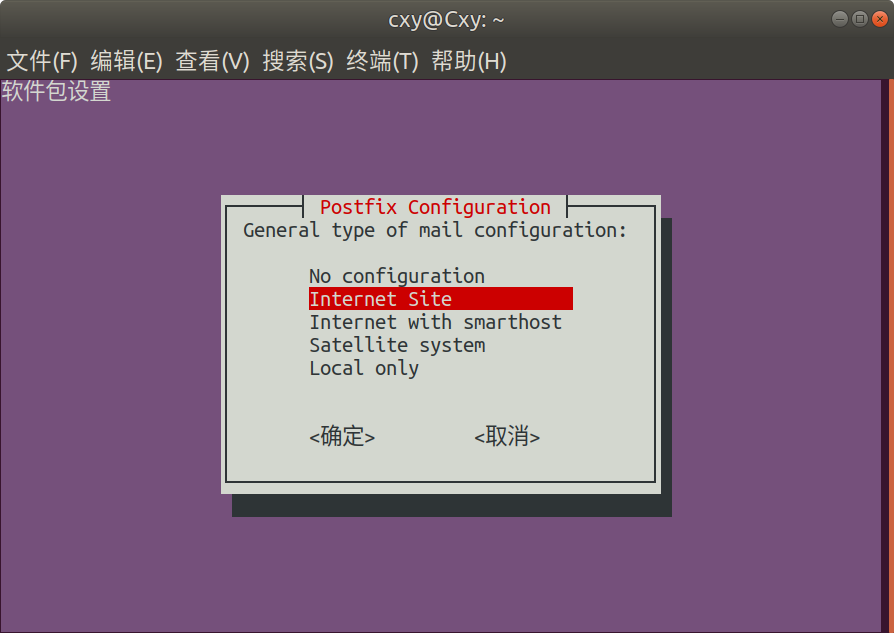 cxy@Cxy: ~
文件(F) 编辑(E) 查看(V) 搜索(S) 终端(T) 帮助(H)
软件包设置
Postfix Configuration
General type of mail configuration:
No configuration
Internet Site
Internet with smarthost
Satellite system
Local only
<确定> <取消>